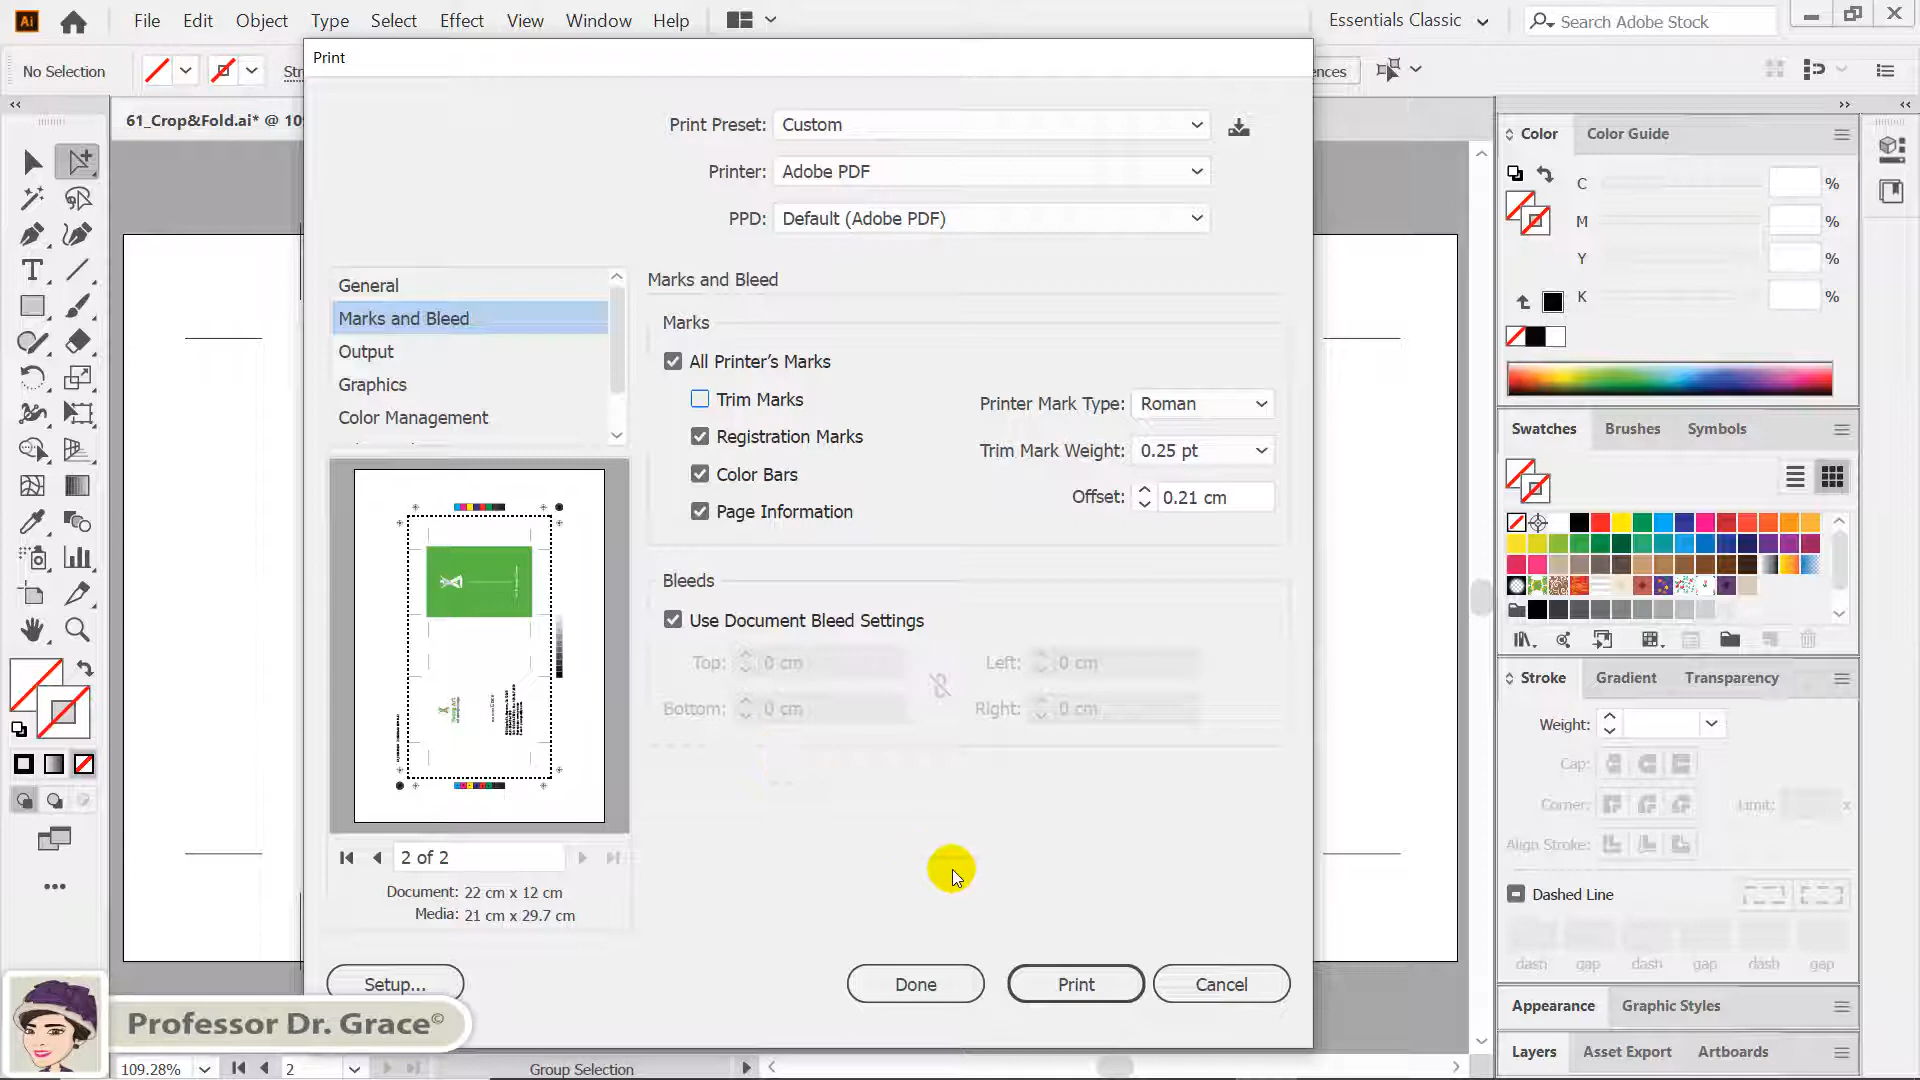 Ai File Edit Object Type Select Effect View Window Help Essentials Classic Search Adobe Stock
No Selection
61_Crop&Fold.ai* @ 109
Print
Print Preset: Custom
Printer: Adobe PDF
PPD: Default (Adobe PDF)
General
Marks and Bleed
Output
Graphics
Color Management
Marks and Bleed
Marks
All Printer's Marks
Trim Marks
Registration Marks
Color Bars
Page Information
Printer Mark Type: Roman
Trim Mark Weight: 0.25 pt
Offset: 0.21 cm
Bleeds
Use Document Bleed Settings
Top: 0 cm Left: 0 cm
Bottom: 0 cm Right: 0 cm
2 of 2
Document: 22 cm x 12 cm
Media: 21 cm x 29.7 cm
Setup... Done Print Cancel
Color Color Guide
C %
M %
Y %
K %
Swatches Brushes Symbols
Stroke Gradient Transparency
Weight:
Cap:
Corner: Limit: x
Align Stroke:
Dashed Line
dash gap dash gap dash gap
Appearance Graphic Styles
Layers Asset Export Artboards
Professor Dr. Grace©
109.28% 2 Group Selection